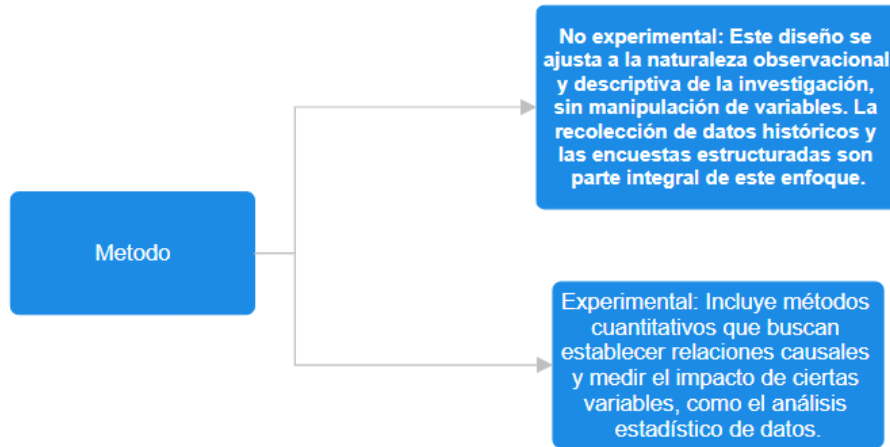 No experimental: Este diseño se
ajusta a la naturaleza observacional
y descriptiva de la investigación,
sin manipulación de variables. La
recolección de datos históricos y
las encuestas estructuradas son
parte integral de este enfoque.
Metodo
Experimental: Incluye métodos
cuantitativos que buscan
establecer relaciones causales
y medir el impacto de ciertas
variables, como el análisis
estadístico de datos.